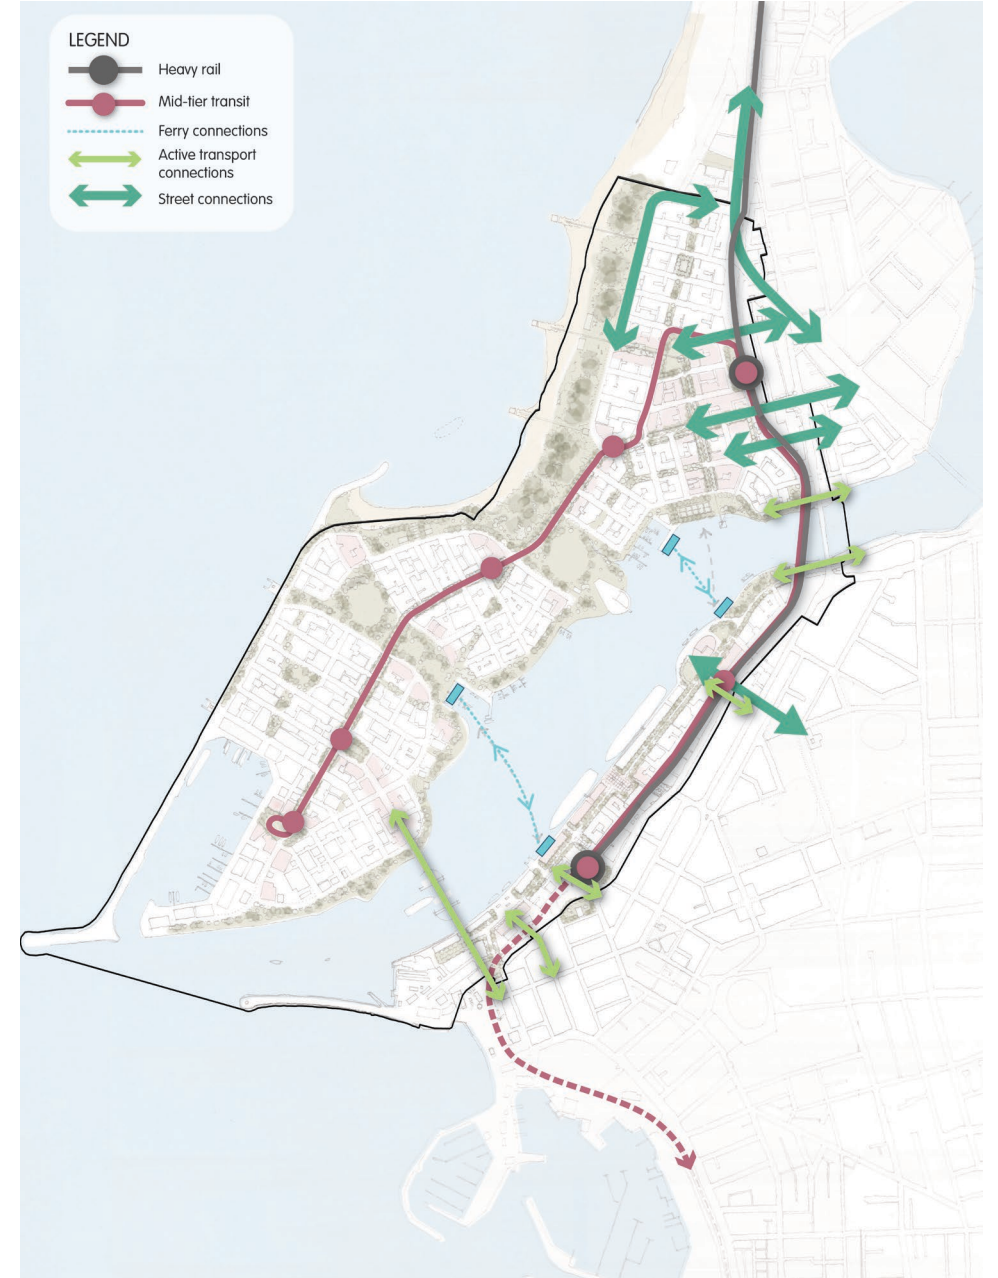 LEGEND
Heavy rail
Mid-tier transit
Ferry connections
Active transport
connections
Street connections